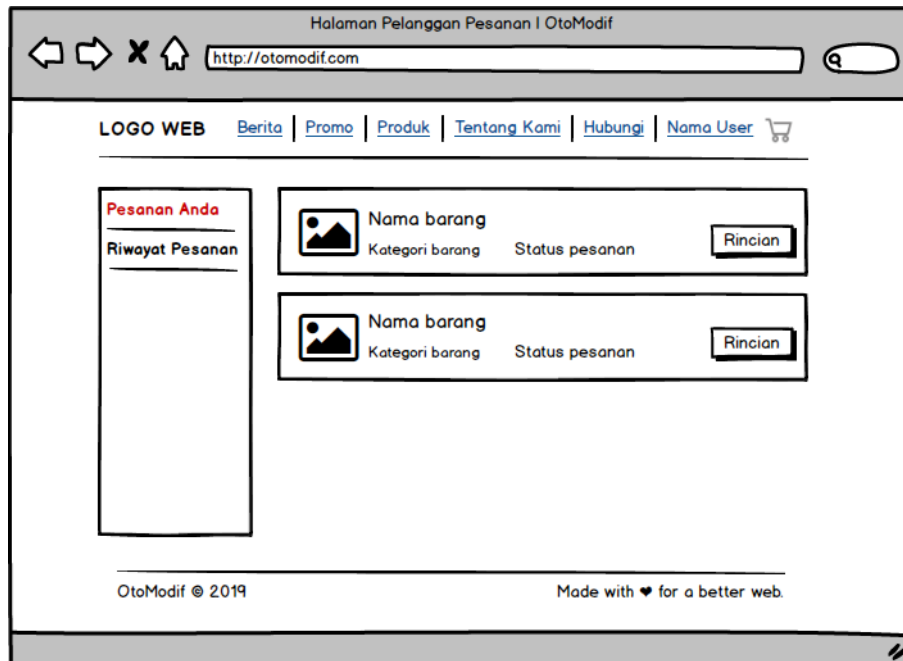 Halaman Pelanggan Pesanan | OtoModif
http://otomodif.com
LOGO WEB Berita Promo Produk Tentang Kami Hubungi Nama User
Pesanan Anda
Riwayat Pesanan
Nama barang
Kategori barang Status pesanan Rincian
Nama barang
Kategori barang Status pesanan Rincian
OtoModif © 2019 Made with ❤ for a better web.